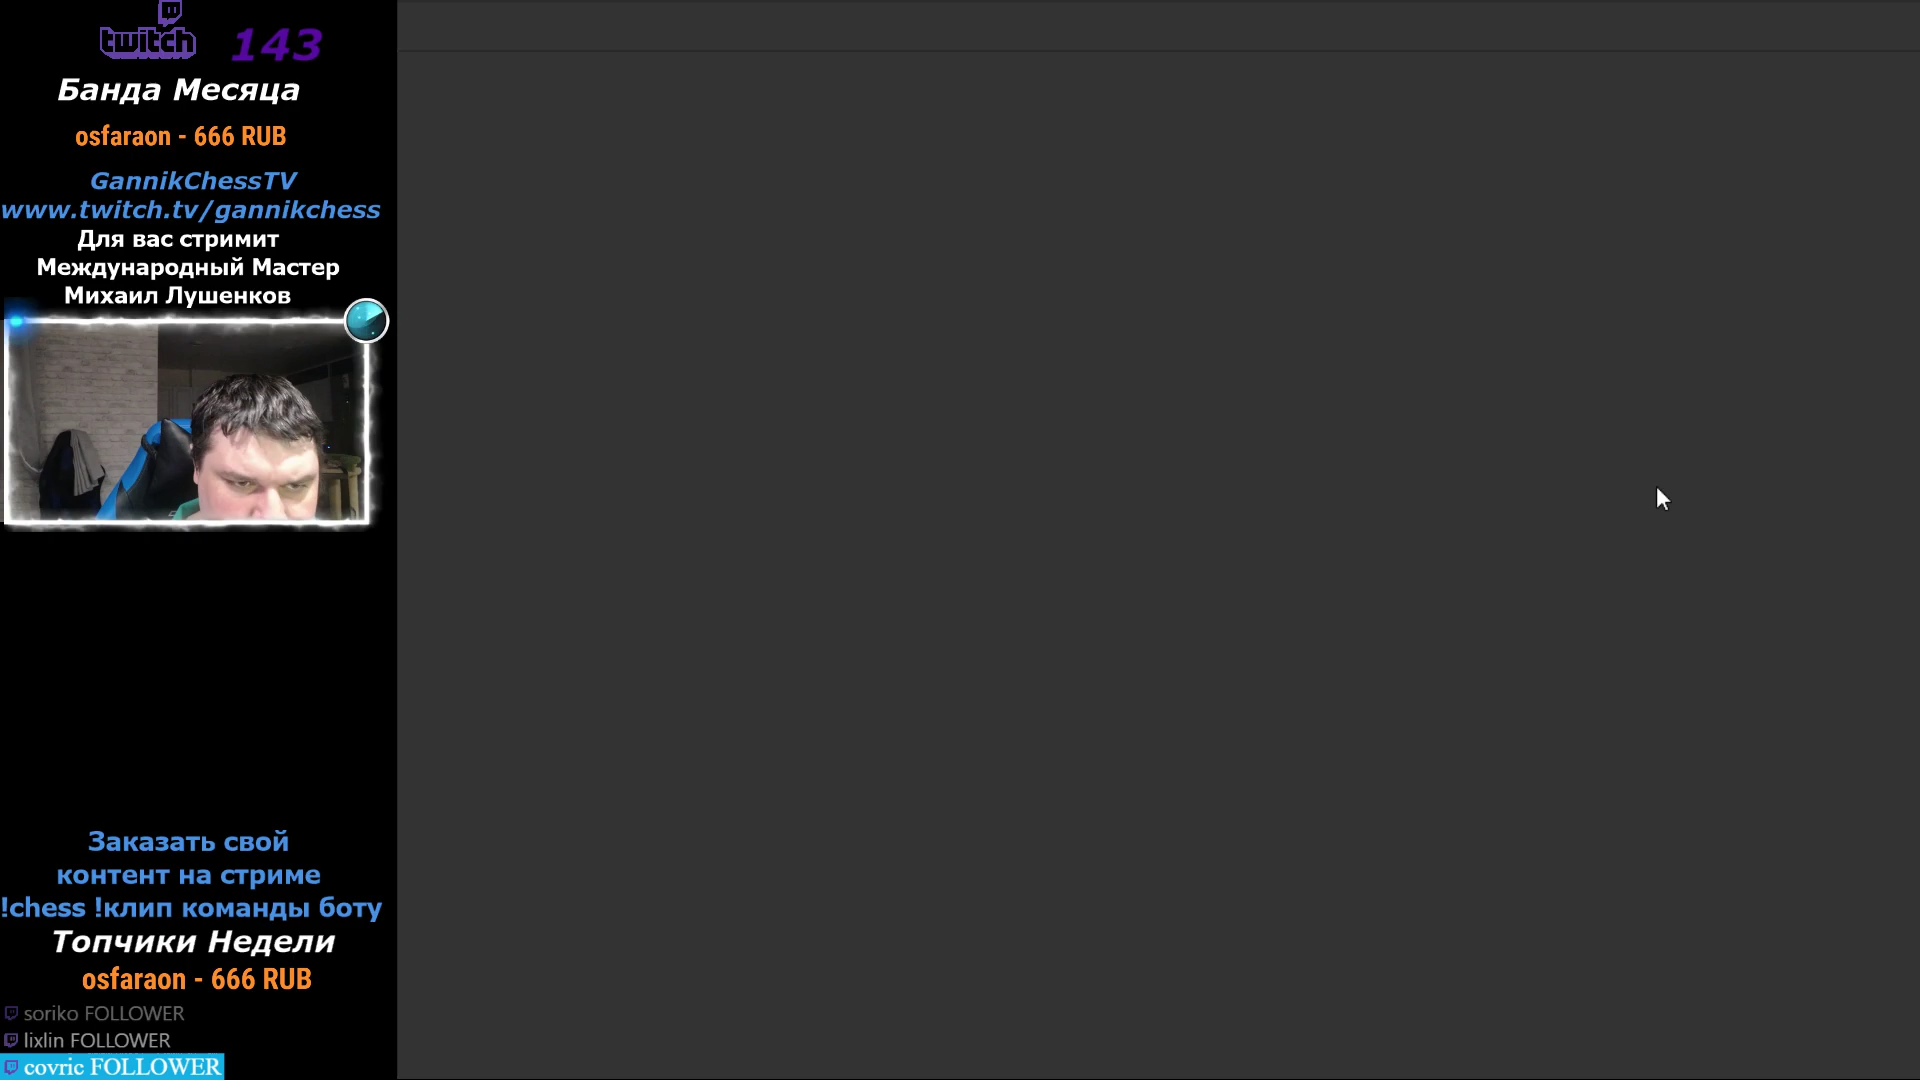 twitch 143
Банда Месяца
osfaraon - 666 RUB
GannikChessTV
www.twitch.tv/gannikchess
Для вас стримит
Международный Мастер
Михаил Лушенков
Заказать свой
контент на стриме
!chess !клип команды боту
Топчики Недели
osfaraon - 666 RUB
soriko FOLLOWER
lixlin FOLLOWER
covric FOLLOWER